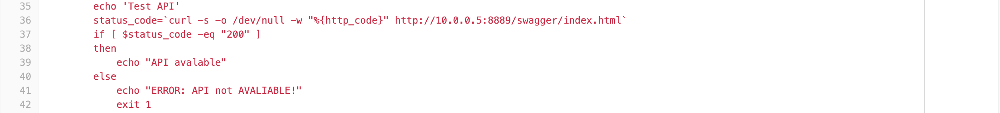 35 echo 'Test API'
36 status_code=`curl -s -o /dev/null -w "%{http_code}" http://10.0.0.5:8889/swagger/index.html`
37 if [ $status_code -eq "200" ]
38 then
39 echo "API avalable"
40 else
41 echo "ERROR: API not AVALIABLE!"
42 exit 1